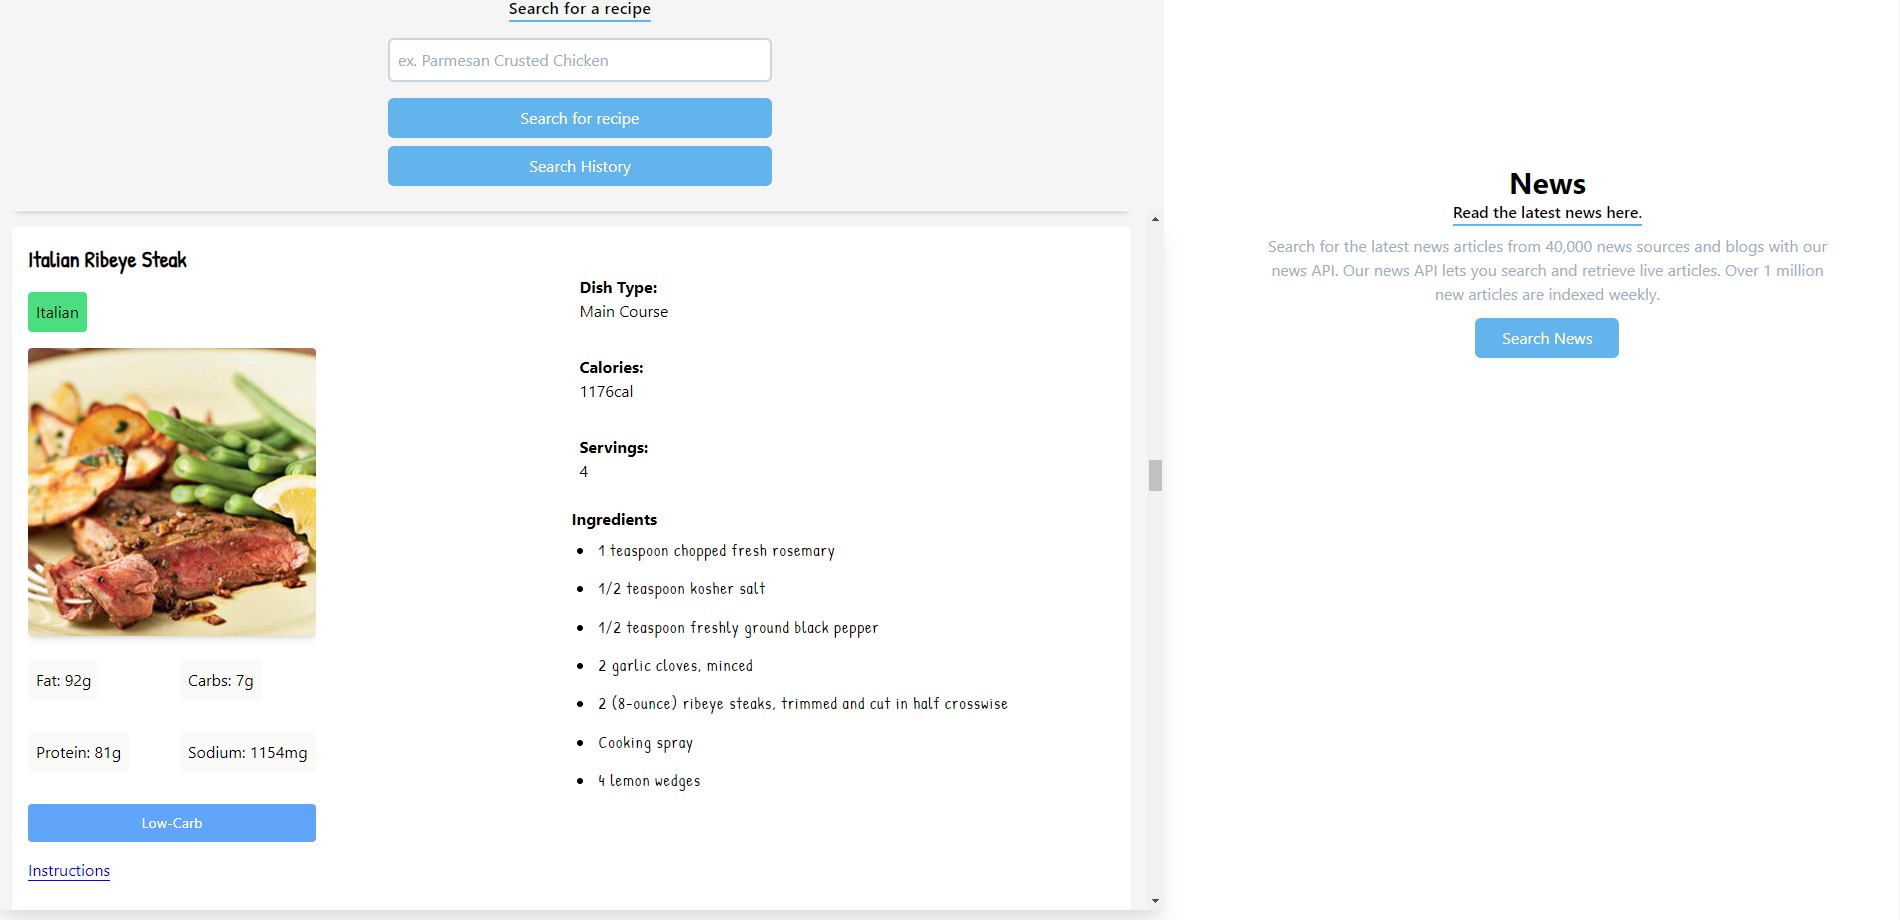 Search for a recipe
ex. Parmesan Crusted Chicken
Search for recipe
Search History
Italian Ribeye Steak
Italian
Fat: 92g
Carbs: 7g
Protein: 81g
Sodium: 1154mg
Low-Carb
Instructions
Dish Type:
Main Course
Calories:
1176cal
Servings:
4
Ingredients
1 teaspoon chopped fresh rosemary
1/2 teaspoon kosher salt
1/2 teaspoon freshly ground black pepper
2 garlic cloves, minced
2 (8-ounce) ribeye steaks, trimmed and cut in half crosswise
Cooking spray
4 lemon wedges
News
Read the latest news here.
Search for the latest news articles from 40,000 news sources and blogs with our
news API. Our news API lets you search and retrieve live articles. Over 1 million
new articles are indexed weekly.
Search News